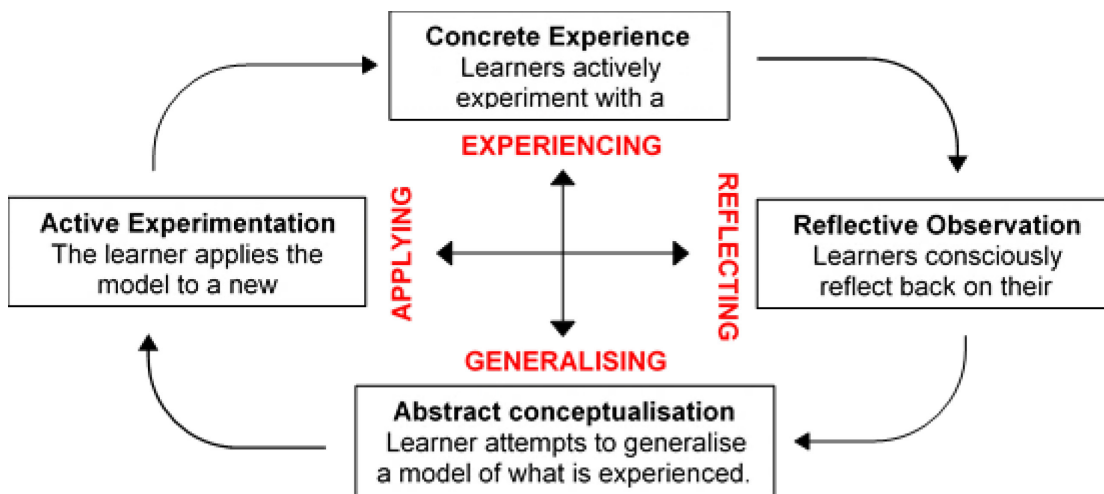 Concrete Experience
Learners actively
experiment with a
EXPERIENCING
REFLECTING
Reflective Observation
Learners consciously
reflect back on their
GENERALISING
Abstract conceptualisation
Learner attempts to generalise
a model of what is experienced.
APPLYING
Active Experimentation
The learner applies the
model to a new